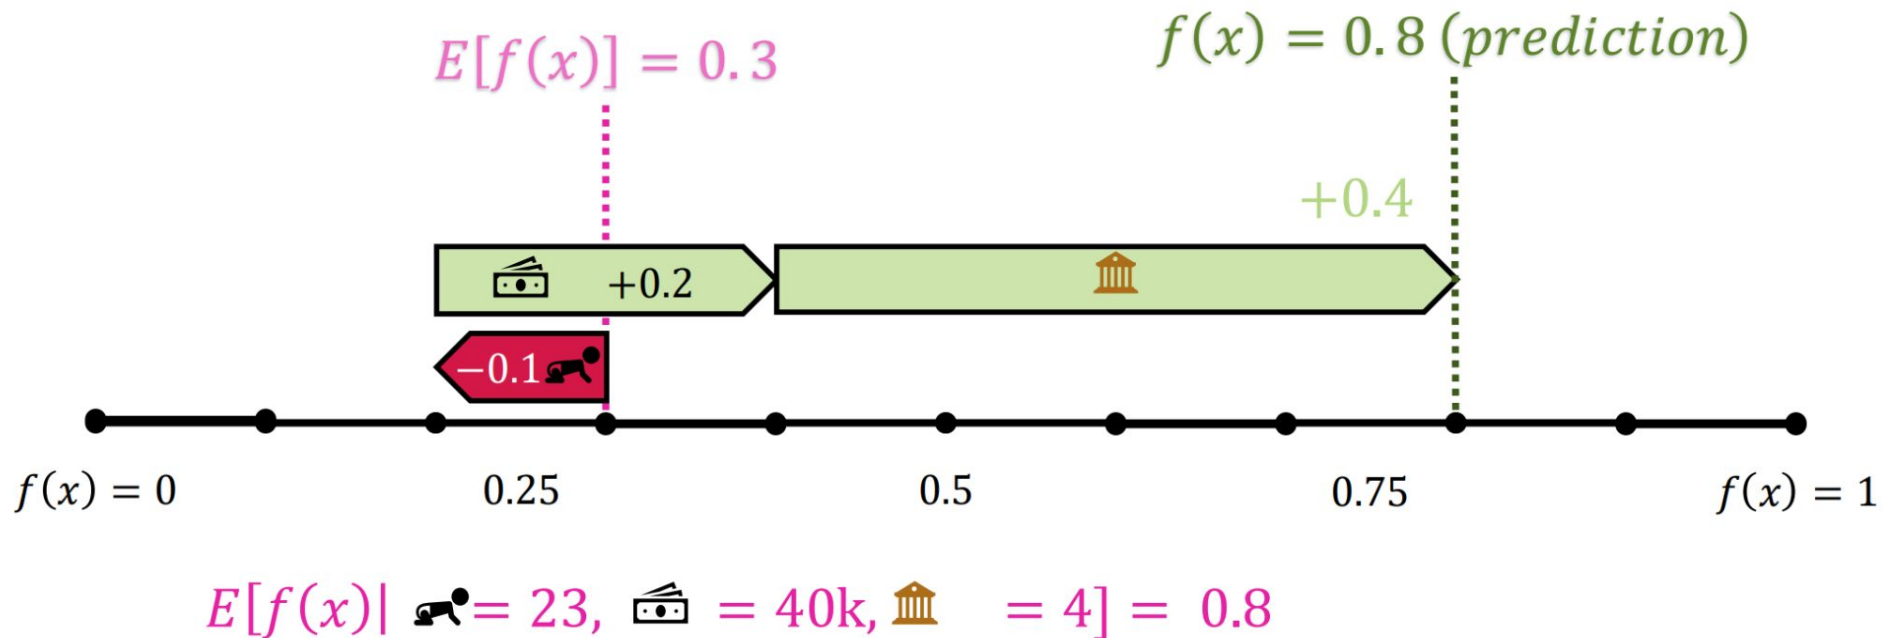 E[f(x)] = 0.3
f(x) = 0.8 (prediction)
+0.4
+0.2
−0.1
f(x) = 0
0.25
0.5
0.75
f(x) = 1
E[f(x)| = 23, = 40k, = 4] = 0.8